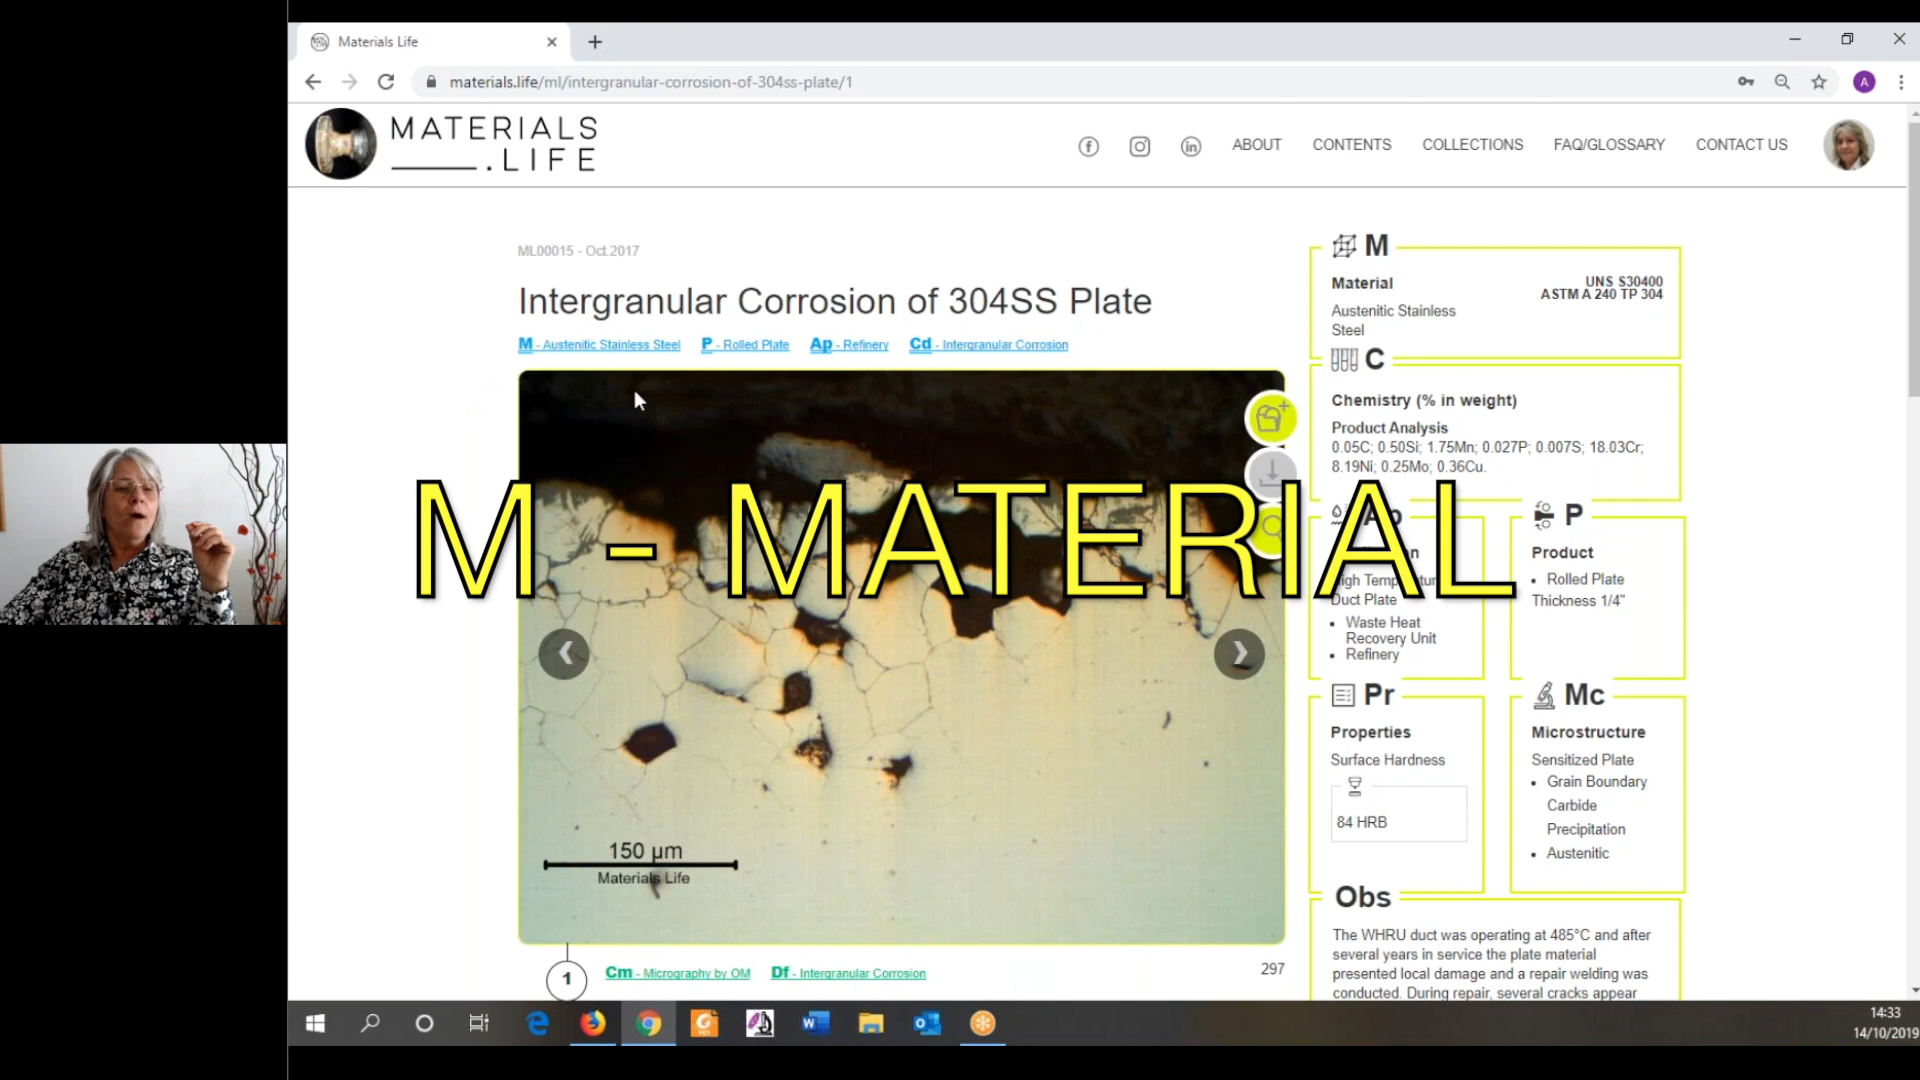 Materials Life
materials.life/ml/intergranular-corrosion-of-304ss-plate/1
A
MATERIALS
.LIFE
ABOUT
CONTENTS
COLLECTIONS
FAQ/GLOSSARY
CONTACT US
ML00015 - Oct.2017
Intergranular Corrosion of 304SS Plate
M - Austenitic Stainless Steel
P - Rolled Plate
Ap - Refinery
Cd - Intergranular Corrosion
M - MATERIAL
150 µm
Materials Life
1
Cm - Micrography by OM
Df - Intergranular Corrosion
297
M
Material
UNS S30400
ASTM A 240 TP 304
Austenitic Stainless
Steel
C
Chemistry (% in weight)
Product Analysis
0.05C; 0.50Si; 1.75Mn; 0.027P; 0.007S; 18.03Cr;
8.19Ni; 0.25Mo; 0.36Cu.
Duct Plate
Waste Heat
Recovery Unit
Refinery
P
Product
Rolled Plate
Thickness 1/4"
Pr
Properties
Surface Hardness
84 HRB
Mc
Microstructure
Sensitized Plate
Grain Boundary
Carbide
Precipitation
Austenitic
Obs
The WHRU duct was operating at 485°C and after
several years in service the plate material
presented local damage and a repair welding was
conducted. During repair, several cracks appear
14:33
14/10/2019